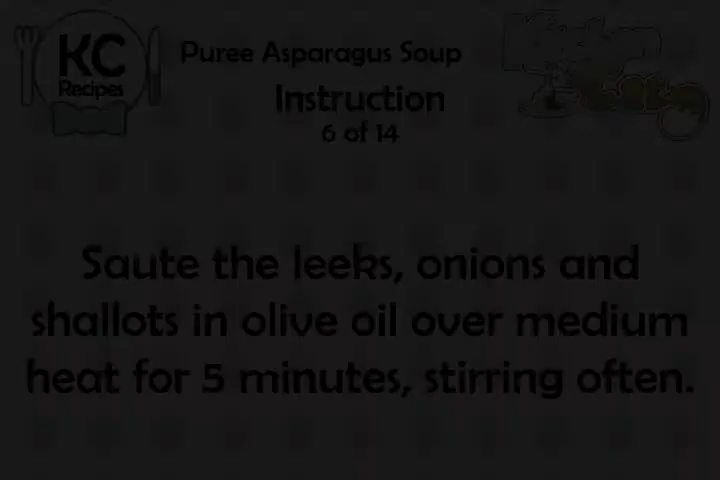 KC
Recipes
Puree Asparagus Soup
Instruction
6 of 14
Saute the leeks, onions and
shallots in olive oil over medium
heat for 5 minutes, stirring often.